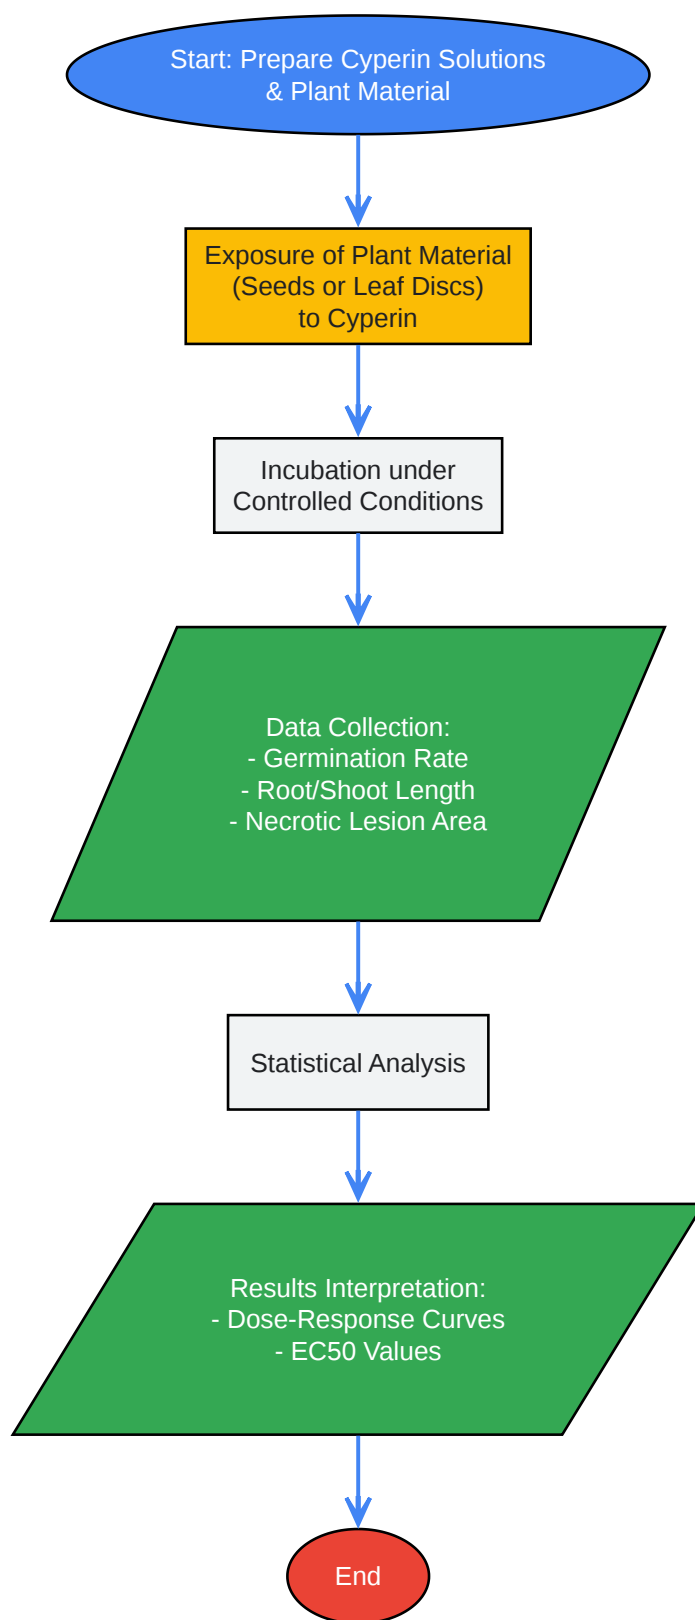 Start: Prepare Cyperin Solutions
& Plant Material
Exposure of Plant Material
(Seeds or Leaf Discs)
to Cyperin
Incubation under
Controlled Conditions
Data Collection:
- Germination Rate
- Root/Shoot Length
- Necrotic Lesion Area
Statistical Analysis
Results Interpretation:
- Dose-Response Curves
- EC50 Values
End